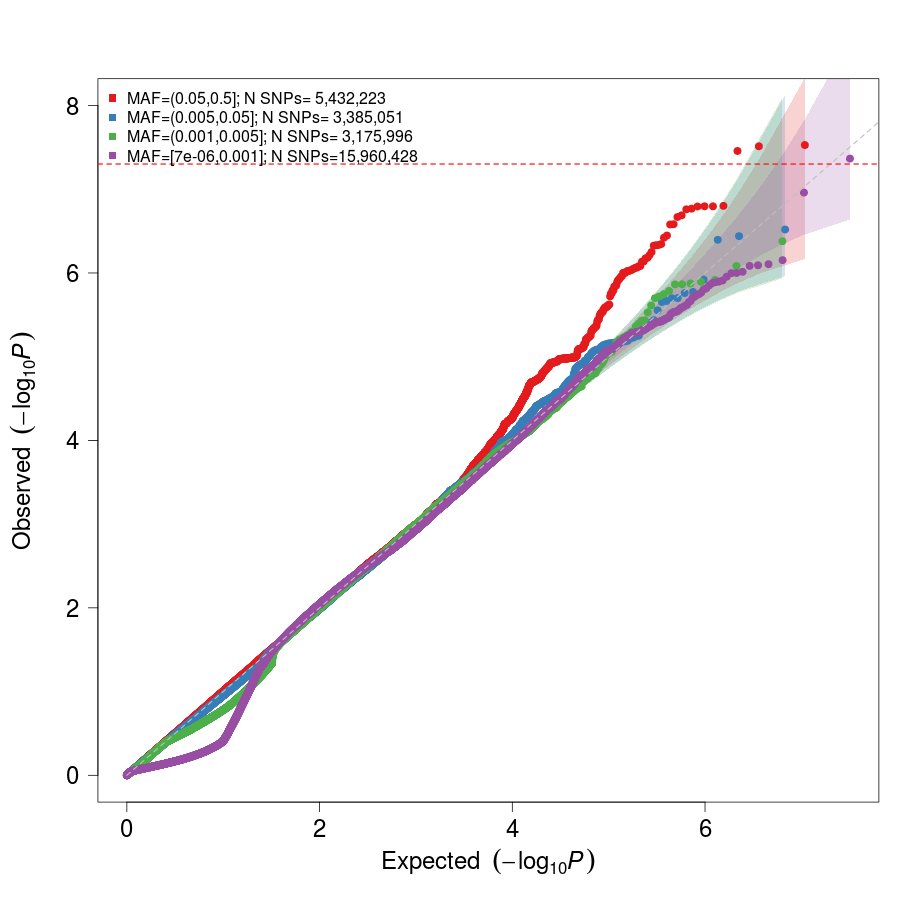 MAF=(0.05,0.5]; N SNPs= 5,432,223
MAF=(0.005,0.05]; N SNPs= 3,385,051
MAF=(0.001,0.005]; N SNPs= 3,175,996
MAF=[7e-06,0.001]; N SNPs=15,960,428
8
6
4
2
0
Observed (−log₁₀P)
0 2 4 6
Expected (−log₁₀P)